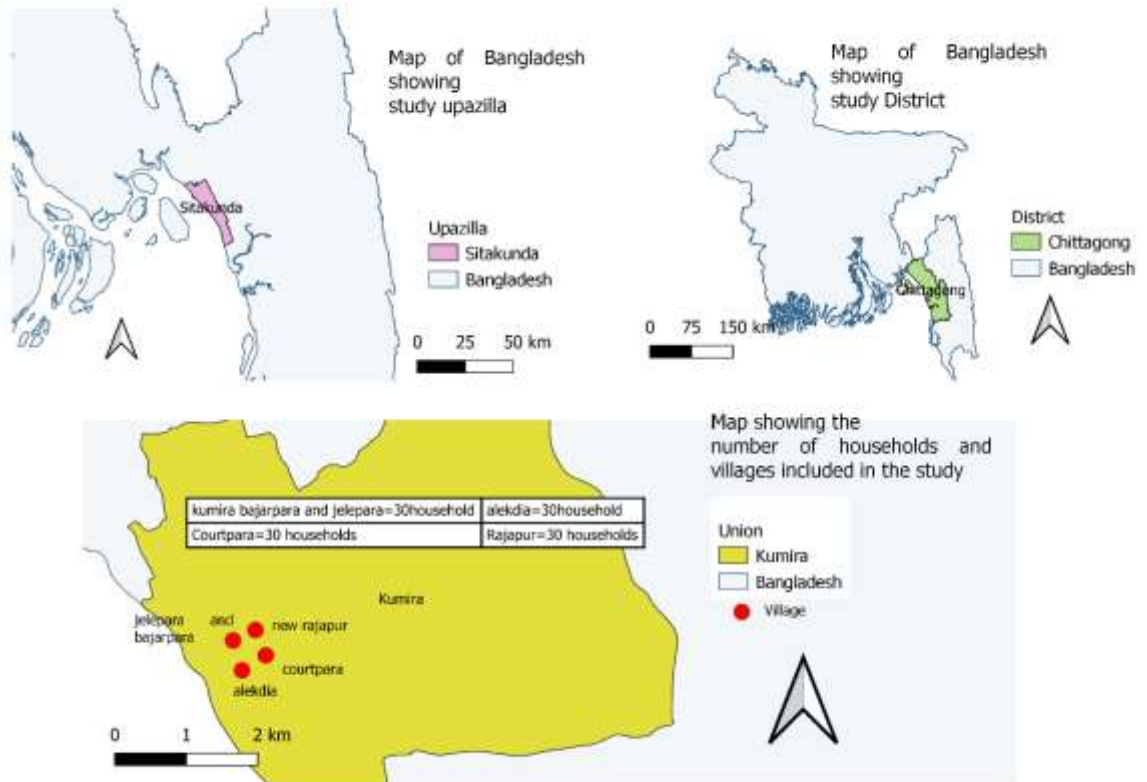 Map of Bangladesh
showing
study upazilla
Sitakunda
Upazilla
Sitakunda
Bangladesh
0 25 50 km
Map of Bangladesh
showing
study District
District
Chittagong
Bangladesh
Chittagong
0 75 150 km
Map showing the
number of households and
villages included in the study
kumira bajarpara and jelepara=30household
alekdia=30household
Courtpara=30 households
Rajapur=30 households
Union
Kumira
Bangladesh
Village
Kumira
jelepara and
bajarpara
new rajapur
courtpara
alekdia
0 1 2 km